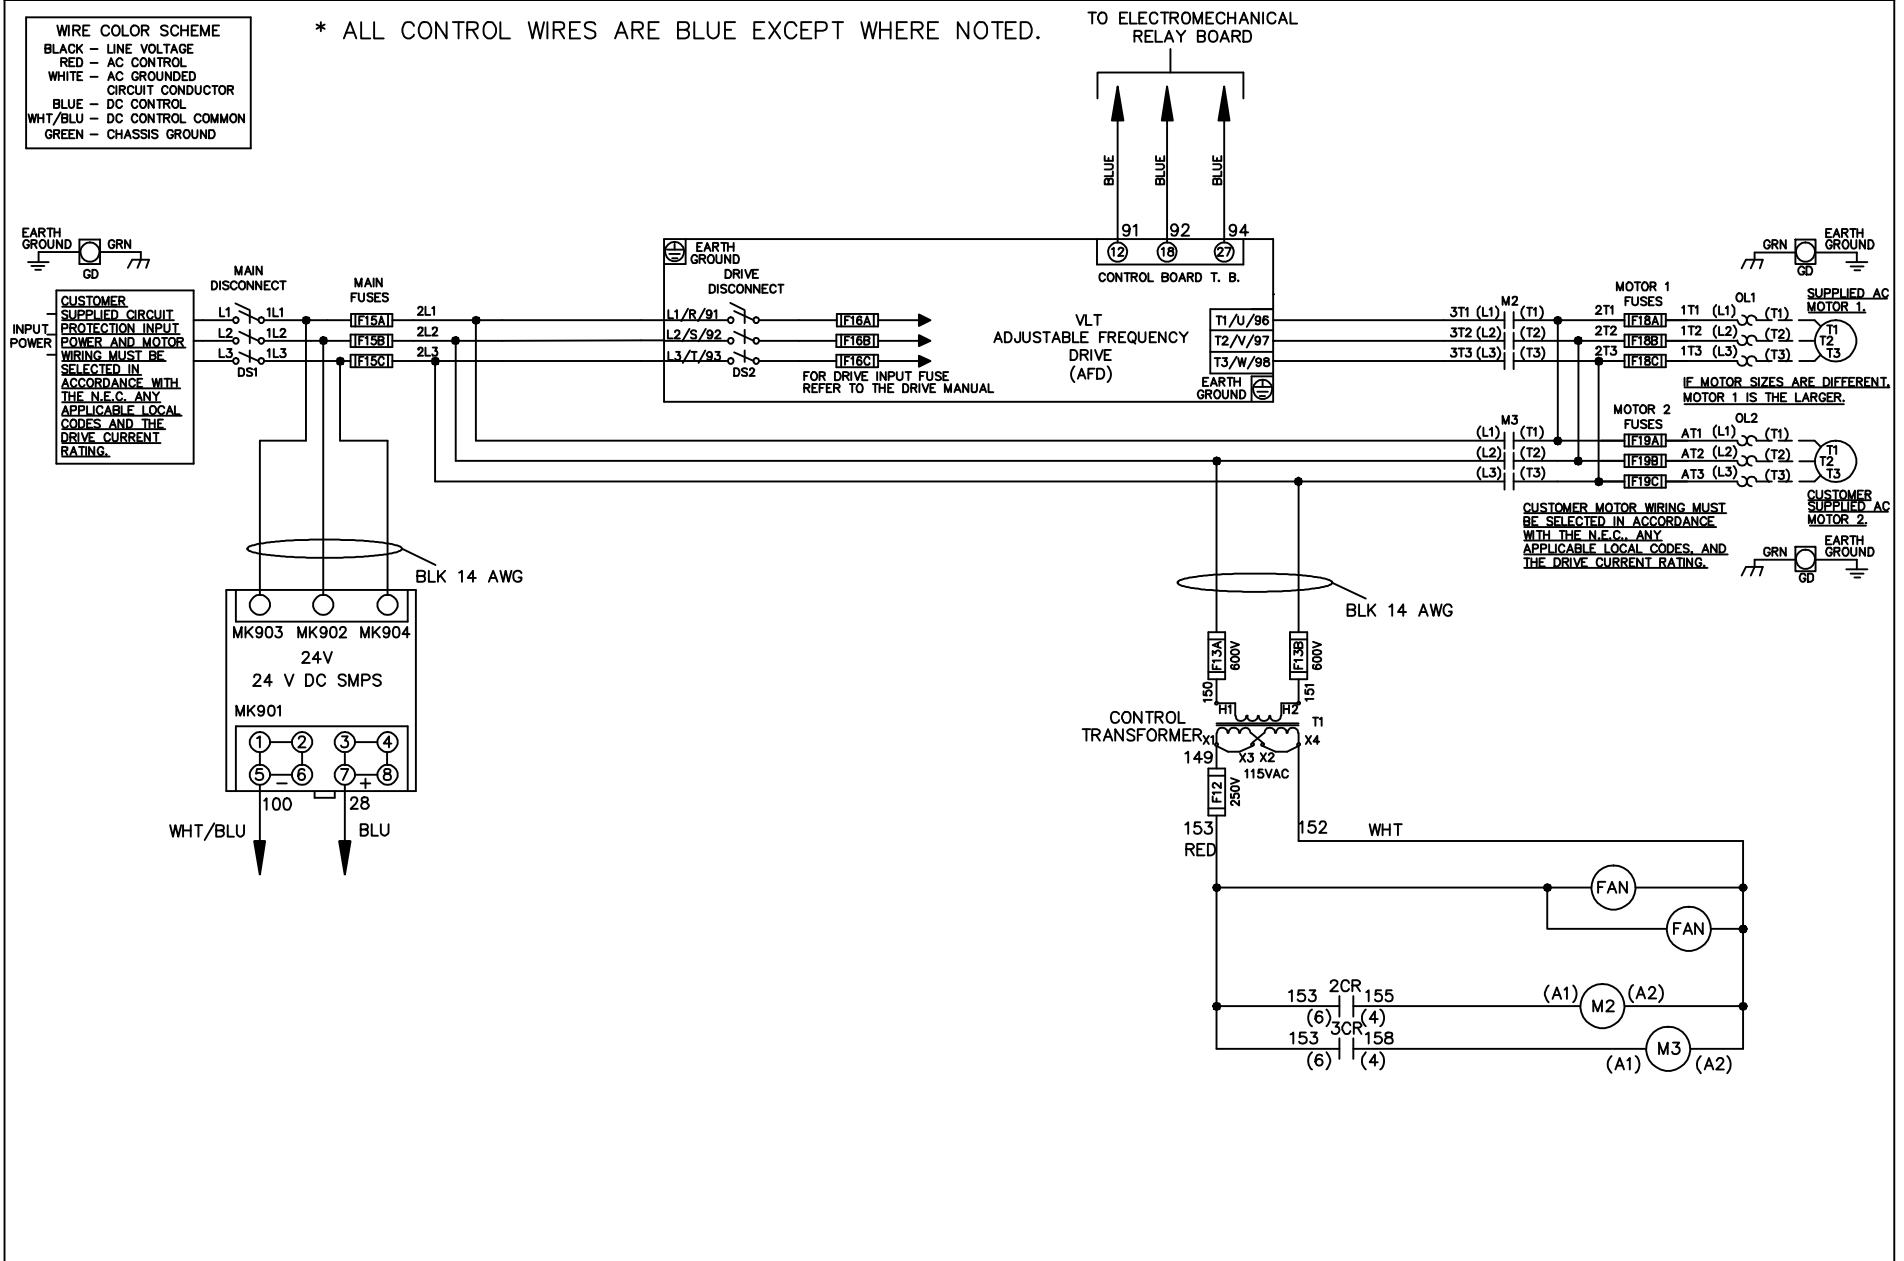 WIRE COLOR SCHEME
BLACK – LINE VOLTAGE
RED – AC CONTROL
WHITE – AC GROUNDED
CIRCUIT CONDUCTOR
BLUE – DC CONTROL
WHT/BLU – DC CONTROL COMMON
GREEN – CHASSIS GROUND
* ALL CONTROL WIRES ARE BLUE EXCEPT WHERE NOTED.
TO ELECTROMECHANICAL
RELAY BOARD
BLUE
BLUE
BLUE
91 92 94
12 18 27
CONTROL BOARD T. B.
EARTH
GROUND
GRN
GD
CUSTOMER
SUPPLIED CIRCUIT
PROTECTION INPUT
POWER AND MOTOR
WIRING MUST BE
SELECTED IN
ACCORDANCE WITH
THE N.E.C. ANY
APPLICABLE LOCAL
CODES AND THE
DRIVE CURRENT
RATING.
INPUT
POWER
MAIN
DISCONNECT
L1 1L1
L2 1L2
L3 1L3
DS1
MAIN
FUSES
F15A
F15B
F15C
2L1
2L2
2L3
EARTH
GROUND
DRIVE
DISCONNECT
L1/R/91
L2/S/92
L3/T/93
DS2
F16A
F16B
F16C
FOR DRIVE INPUT FUSE
REFER TO THE DRIVE MANUAL
VLT
ADJUSTABLE FREQUENCY
DRIVE
(AFD)
T1/U/96
T2/V/97
T3/W/98
EARTH
GROUND
M2
3T1 (L1) (T1)
3T2 (L2) (T2)
3T3 (L3) (T3)
2T1
2T2
2T3
MOTOR 1
FUSES
F18A
F18B
F18C
1T1 (L1)
1T2 (L2)
1T3 (L3)
OL1
(T1)
(T2)
(T3)
GRN
GD
EARTH
GROUND
SUPPLIED AC
MOTOR 1.
T1
T2
T3
IF MOTOR SIZES ARE DIFFERENT,
MOTOR 1 IS THE LARGER.
M3
(L1) (T1)
(L2) (T2)
(L3) (T3)
MOTOR 2
FUSES
F19A
F19B
F19C
AT1 (L1)
AT2 (L2)
AT3 (L3)
OL2
(T1)
(T2)
(T3)
T1
T2
T3
CUSTOMER
SUPPLIED AC
MOTOR 2.
CUSTOMER MOTOR WIRING MUST
BE SELECTED IN ACCORDANCE
WITH THE N.E.C., ANY
APPLICABLE LOCAL CODES, AND
THE DRIVE CURRENT RATING.
GRN
GD
EARTH
GROUND
BLK 14 AWG
MK903 MK902 MK904
24V
24 V DC SMPS
MK901
1 2 3 4
5 – 6 7 + 8
100 28
WHT/BLU BLU
BLK 14 AWG
F13A
600V
F13B
600V
150
151
H1 H2
T1
CONTROL
TRANSFORMER
X1 X3 X2 X4
149
115VAC
F12
250V
153
RED
152 WHT
FAN
FAN
2CR
153 155
(6) (4)
(A1) M2 (A2)
3CR
153 158
(6) (4)
(A1) M3 (A2)